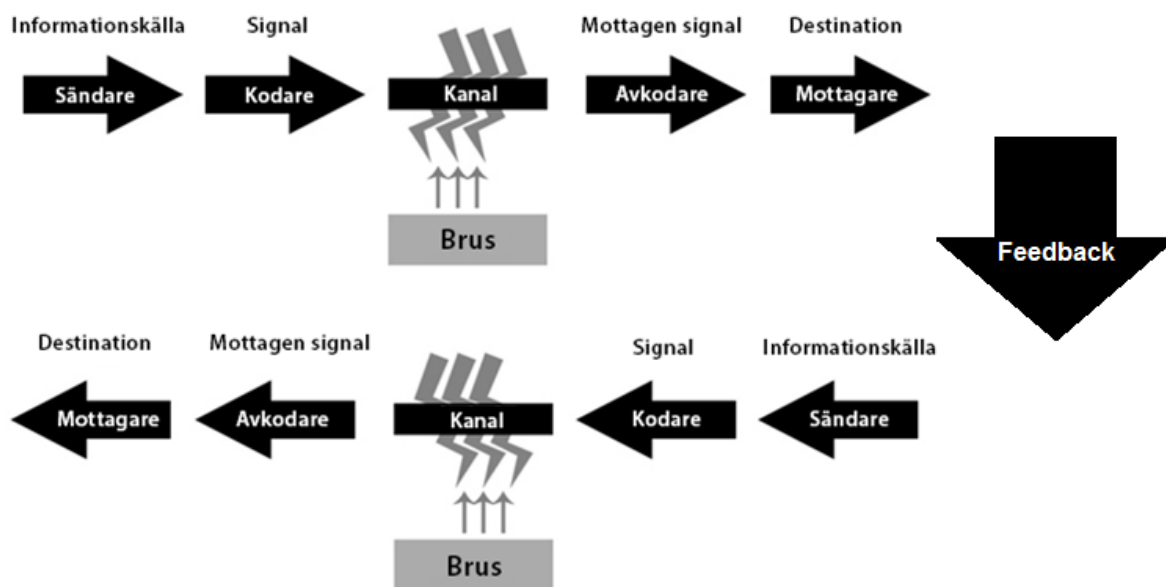 Informationskälla Signal Mottagen signal Destination
Sändare Kodare Kanal Avkodare Mottagare
Brus
Feedback
Destination Mottagen signal Signal Informationskälla
Mottagare Avkodare Kanal Kodare Sändare
Brus